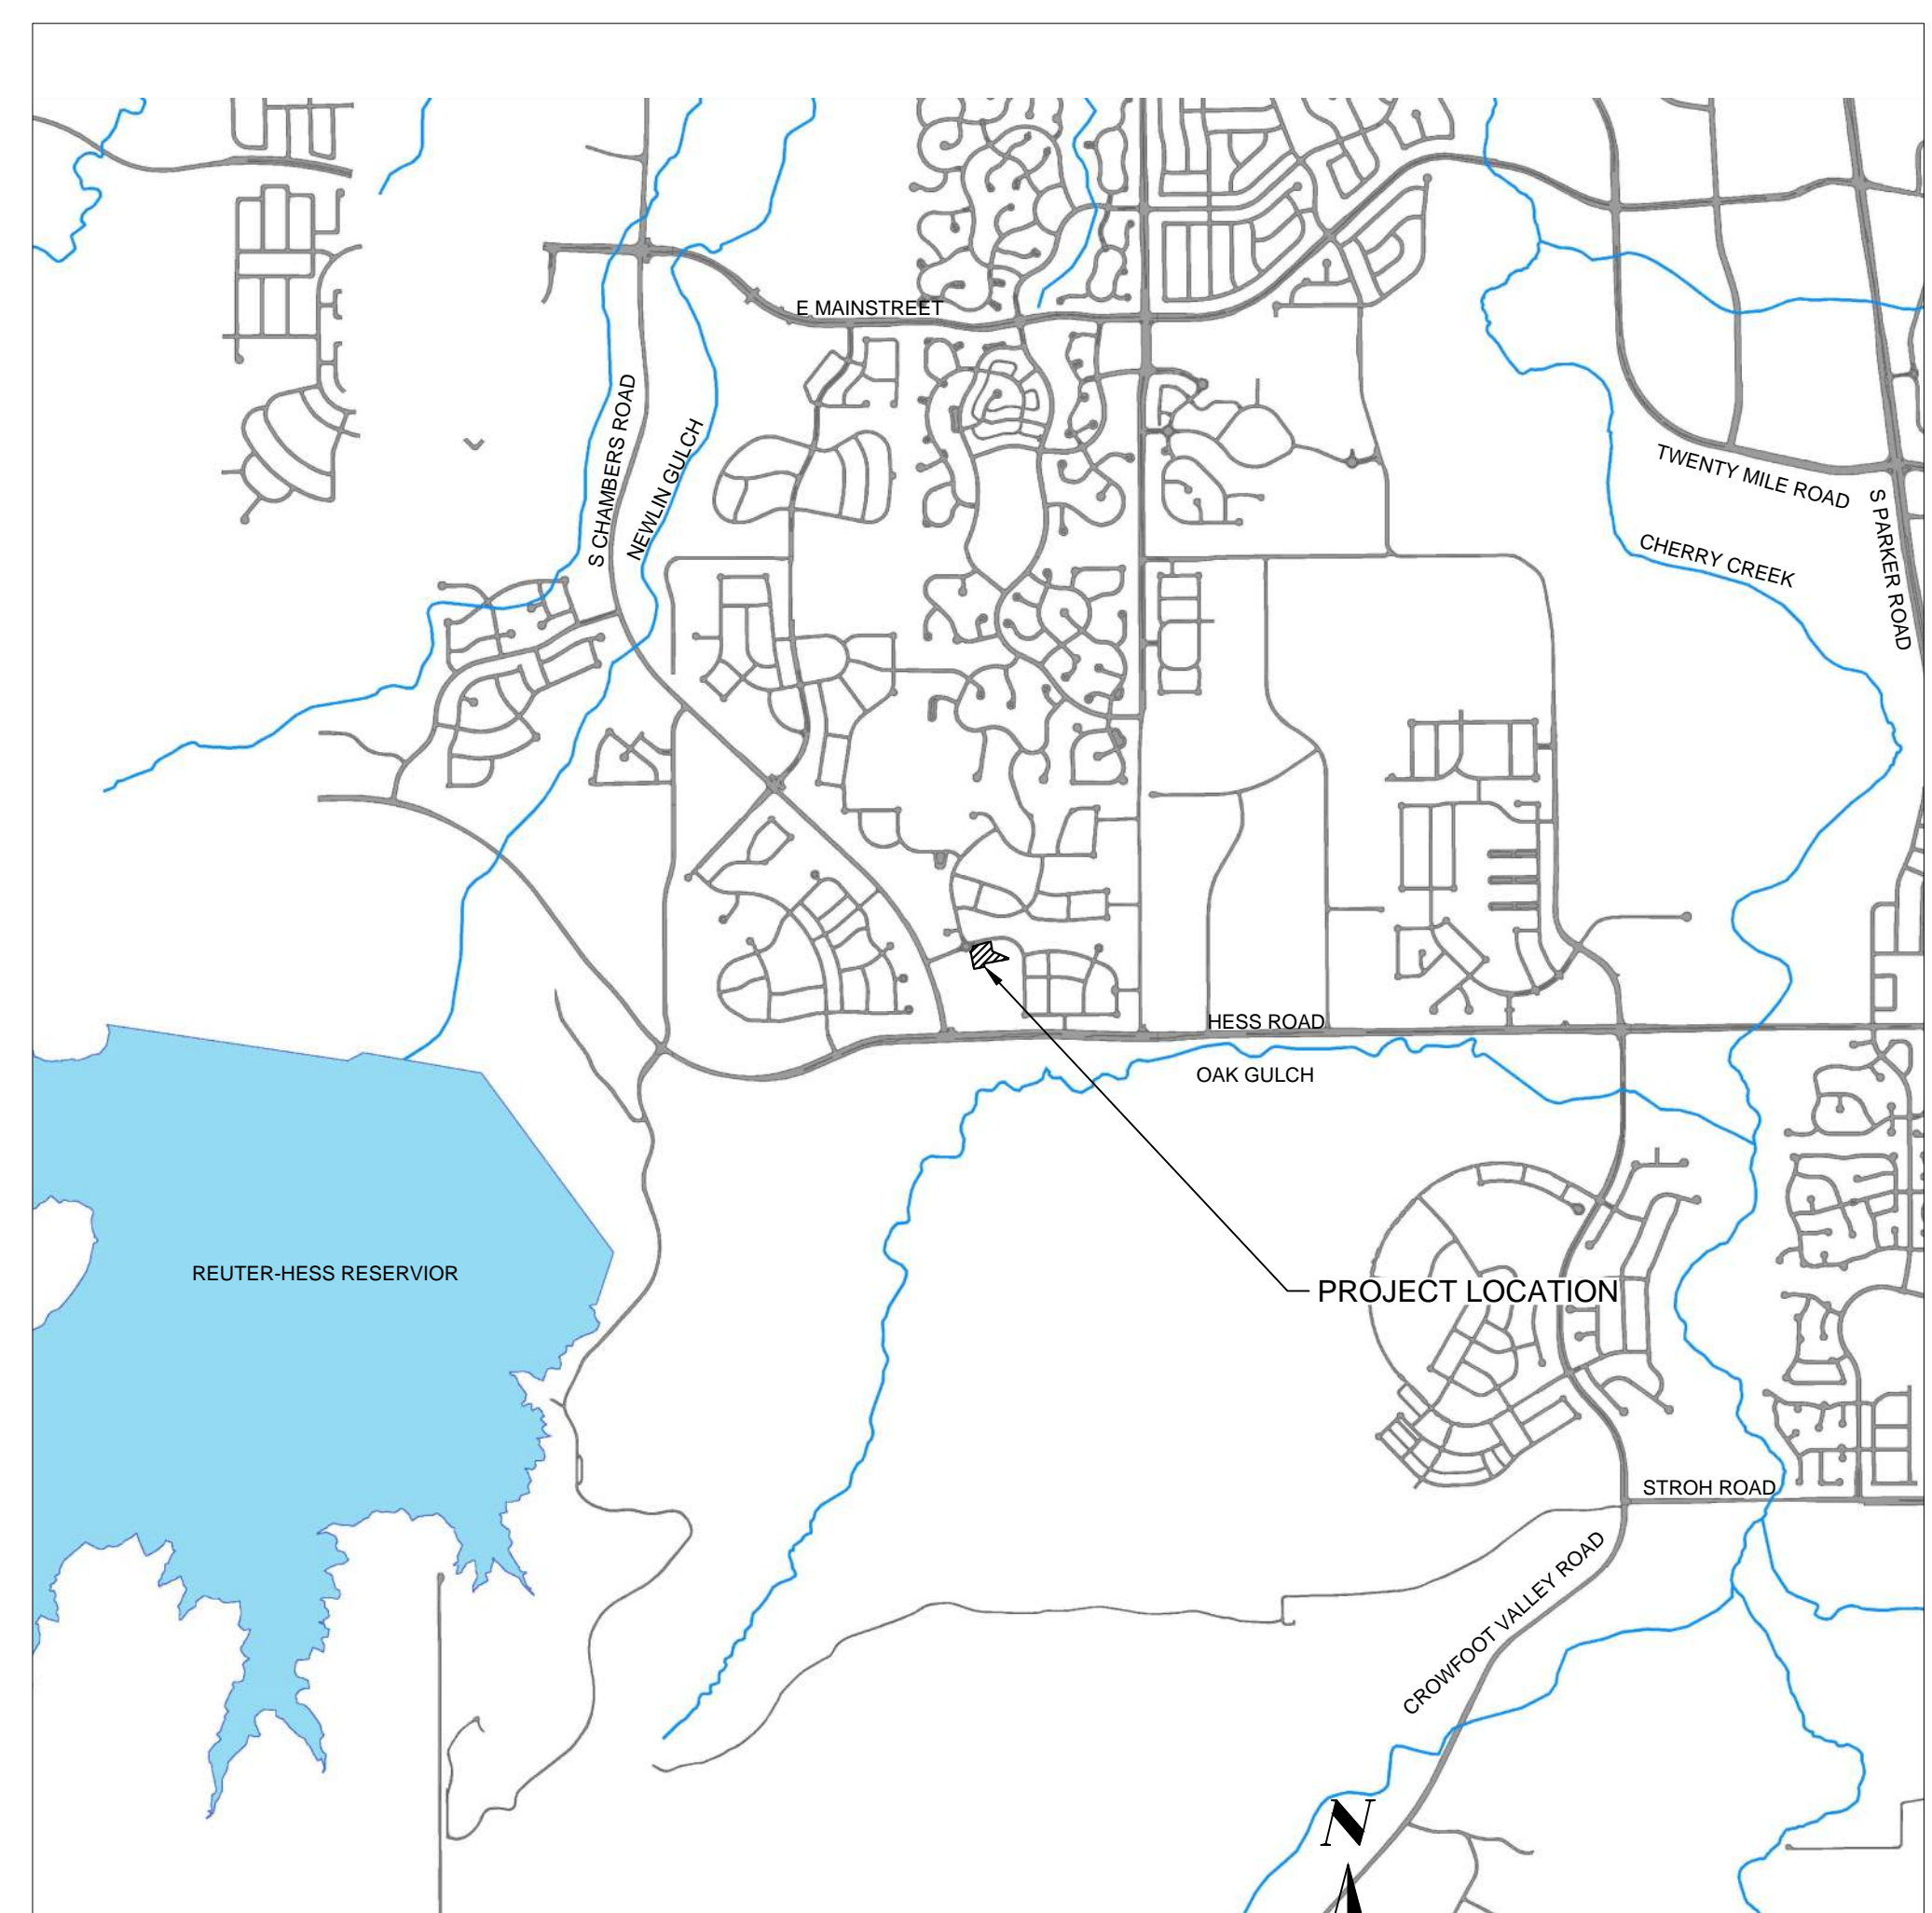 E MAINSTREET
S CHAMBERS ROAD
NEWLIN GULCH
TWENTY MILE ROAD
S PARKER ROAD
CHERRY CREEK
HESS ROAD
OAK GULCH
REUTER-HESS RESERVIOR
PROJECT LOCATION
STROH ROAD
CROWFOOT VALLEY ROAD
N